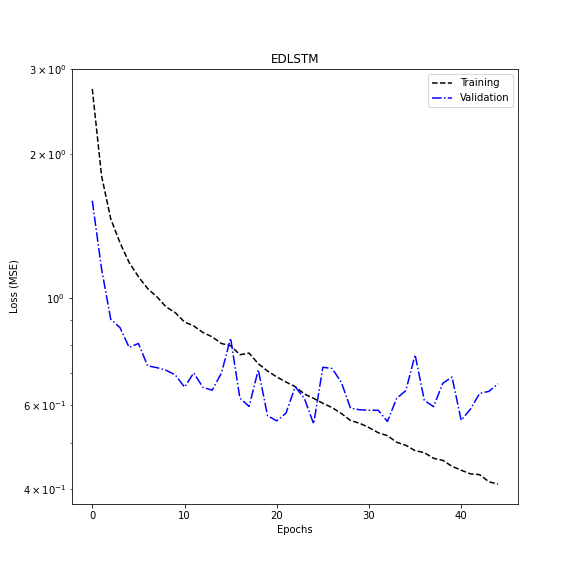 EDLSTM
Training
Validation
Loss (MSE)
3 × 10⁰
2 × 10⁰
10⁰
6 × 10⁻¹
4 × 10⁻¹
0 10 20 30 40
Epochs